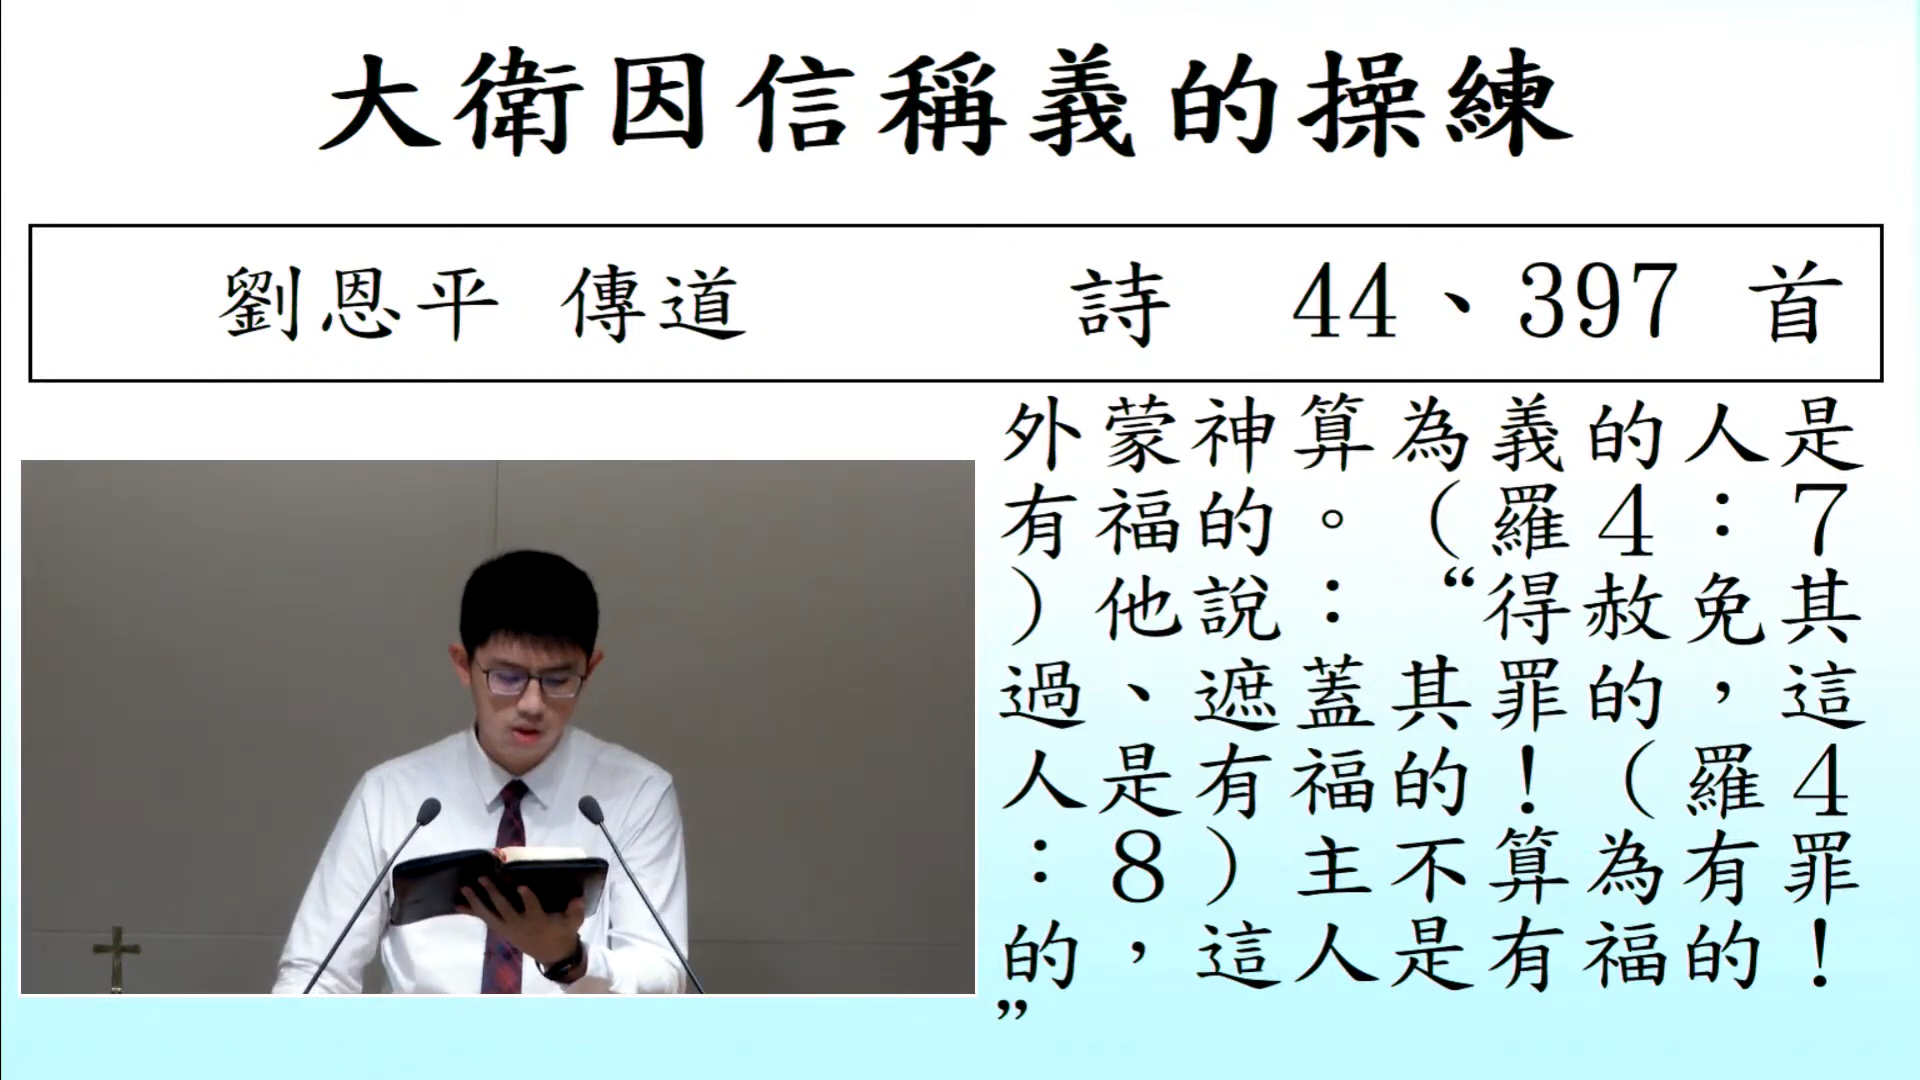 大衛因信稱義的操練
劉恩平 傳道 詩 44、397 首
外蒙神算為義的人是
有福的。（羅4：7
）他說：“得赦免其
過、遮蓋其罪的，這
人是有福的！（羅4
：8）主不算為有罪
的，這人是有福的！
”